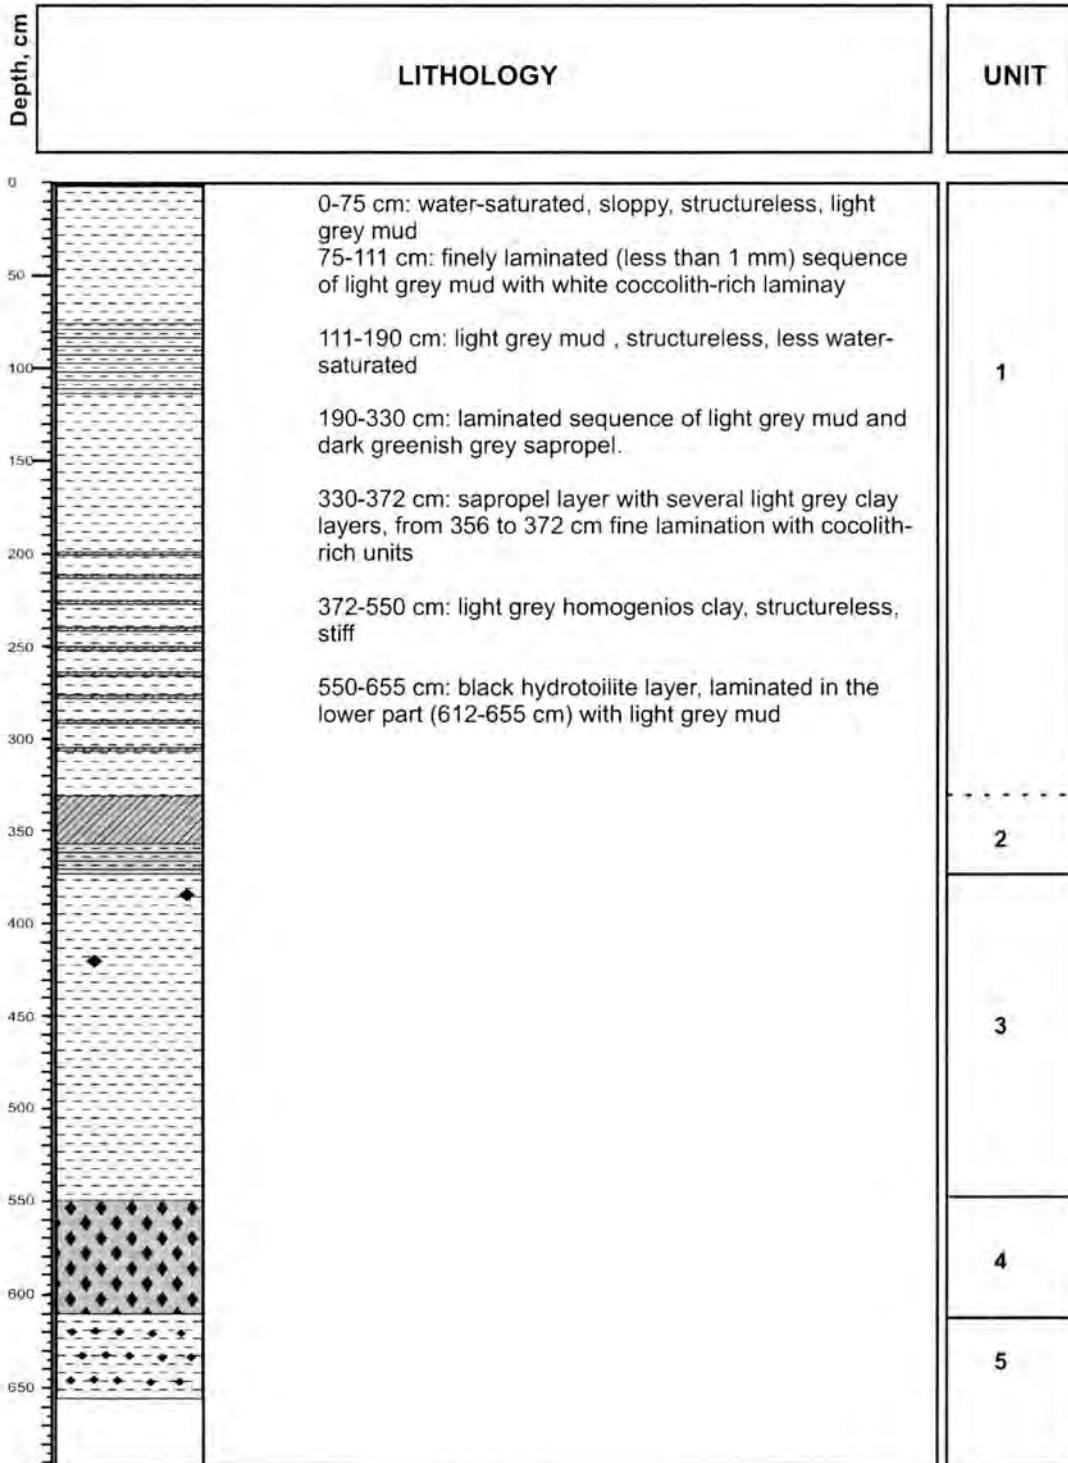 Depth, cm
LITHOLOGY
UNIT
0
50
100
150
200
250
300
350
400
450
500
550
600
650
0-75 cm: water-saturated, sloppy, structureless, light
grey mud
75-111 cm: finely laminated (less than 1 mm) sequence
of light grey mud with white coccolith-rich laminay
111-190 cm: light grey mud , structureless, less water-
saturated
190-330 cm: laminated sequence of light grey mud and
dark greenish grey sapropel.
330-372 cm: sapropel layer with several light grey clay
layers, from 356 to 372 cm fine lamination with cocolith-
rich units
372-550 cm: light grey homogenios clay, structureless,
stiff
550-655 cm: black hydrotoilite layer, laminated in the
lower part (612-655 cm) with light grey mud
1
2
3
4
5